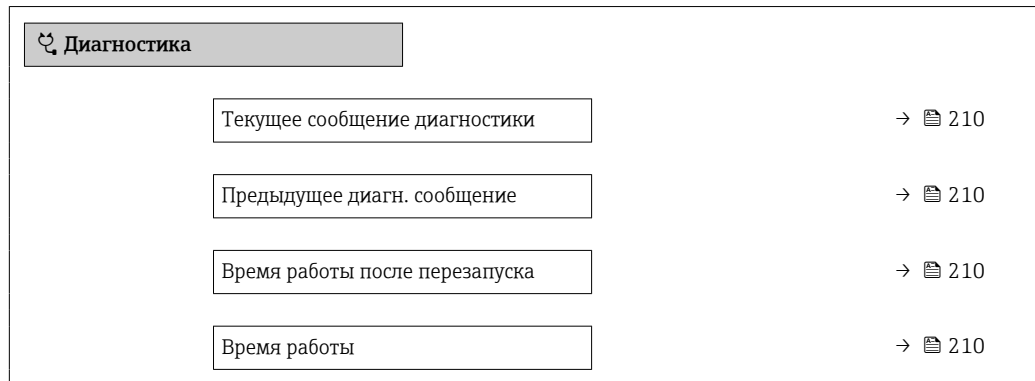 Диагностика
Текущее сообщение диагностики → 210
Предыдущее диагн. сообщение → 210
Время работы после перезапуска → 210
Время работы → 210